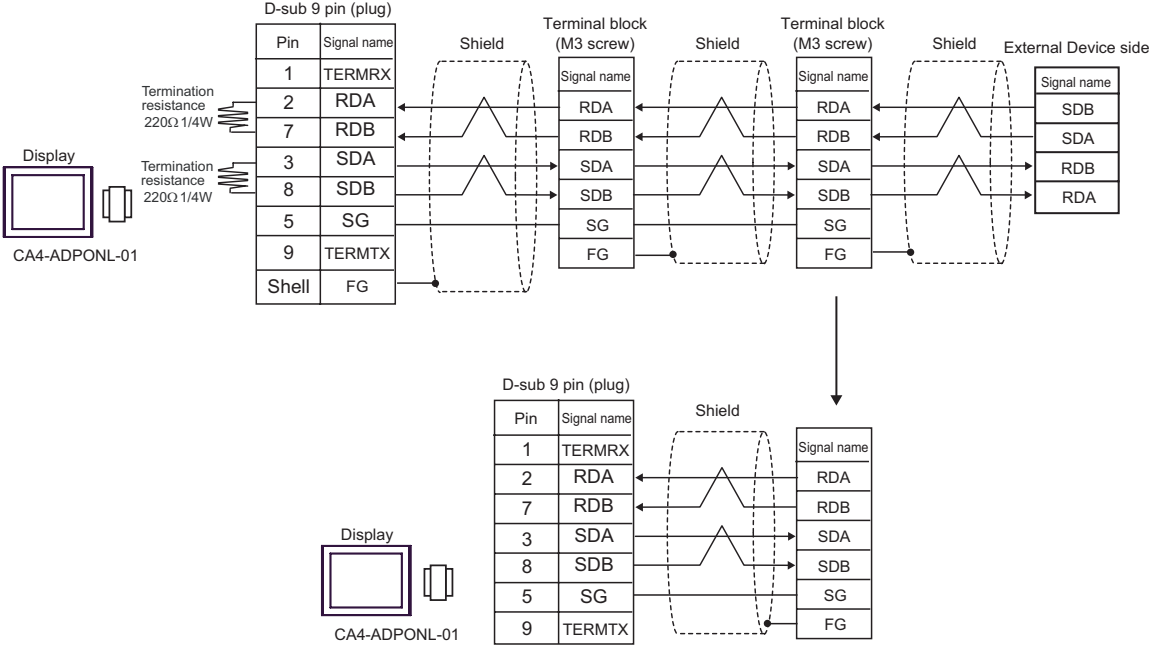 D-sub 9 pin (plug)
Pin Signal name
1 TERMRX
2 RDA
7 RDB
3 SDA
8 SDB
5 SG
9 TERMTX
Shell FG
Termination
resistance
220Ω 1/4W
Termination
resistance
220Ω 1/4W
Display
CA4-ADPONL-01
Shield
Terminal block
(M3 screw)
Signal name
RDA
RDB
SDA
SDB
SG
FG
Shield
Terminal block
(M3 screw)
Signal name
RDA
RDB
SDA
SDB
SG
FG
Shield
External Device side
Signal name
SDB
SDA
RDB
RDA
D-sub 9 pin (plug)
Pin Signal name
1 TERMRX
2 RDA
7 RDB
3 SDA
8 SDB
5 SG
9 TERMTX
Display
CA4-ADPONL-01
Shield
Signal name
RDA
RDB
SDA
SDB
SG
FG